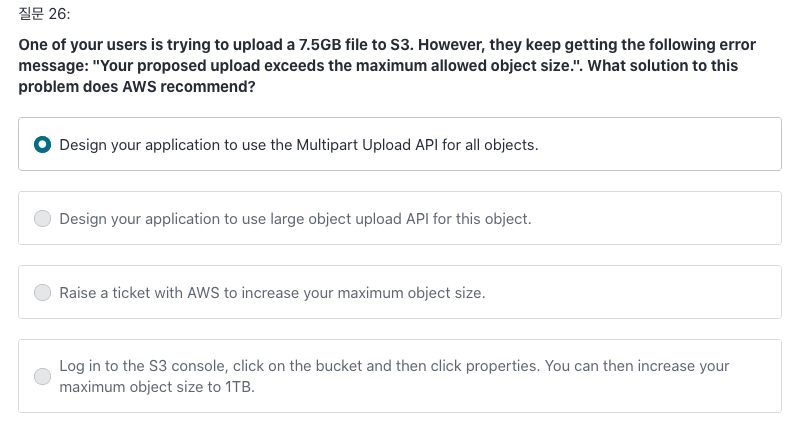 질문 26:
One of your users is trying to upload a 7.5GB file to S3. However, they keep getting the following error
message: "Your proposed upload exceeds the maximum allowed object size.". What solution to this
problem does AWS recommend?
Design your application to use the Multipart Upload API for all objects.
Design your application to use large object upload API for this object.
Raise a ticket with AWS to increase your maximum object size.
Log in to the S3 console, click on the bucket and then click properties. You can then increase your
maximum object size to 1TB.